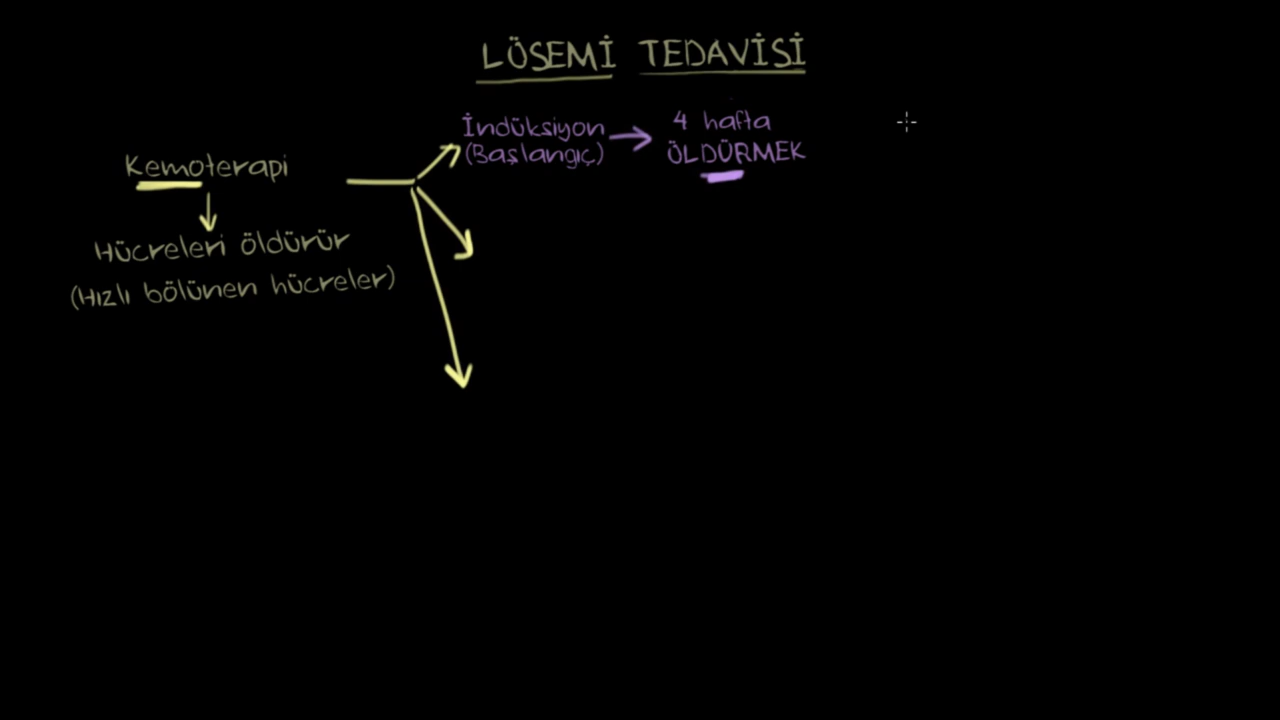 LÖSEMİ TEDAVİSİ
Kemoterapi
Hücreleri öldürür
(Hızlı bölünen hücreler)
İndüksiyon
(Başlangıç)
4 hafta
ÖLDÜRMEK